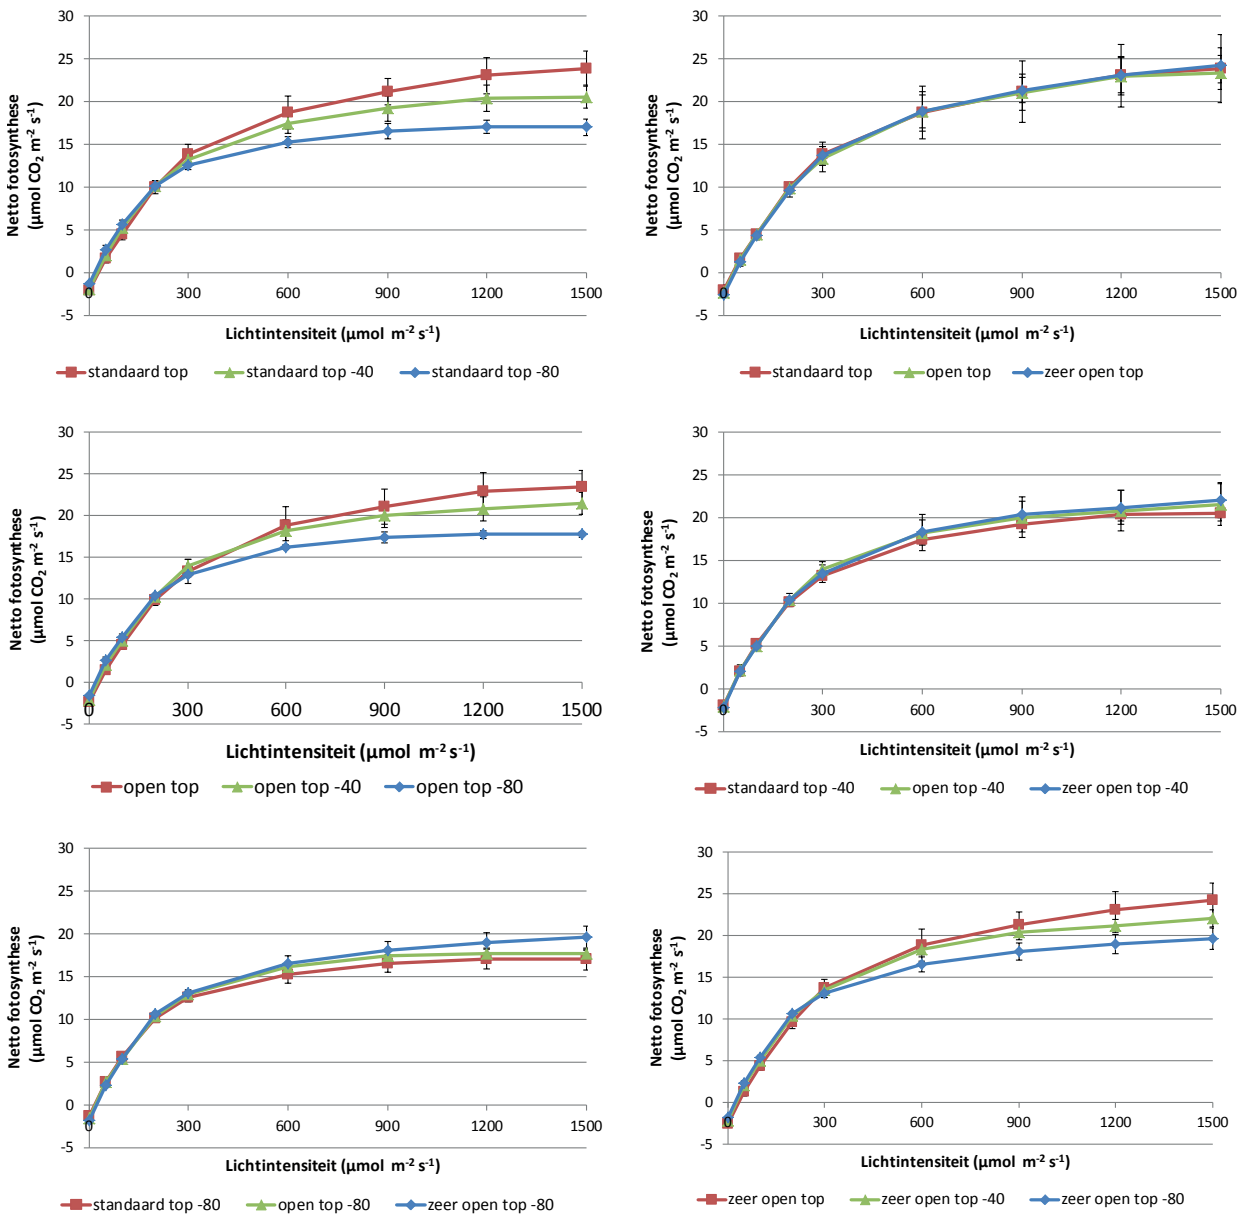 30
25
20
15
10
5
0
-5
Netto fotosynthese
(µmol CO₂ m⁻² s⁻¹)
0 300 600 900 1200 1500
Lichtintensiteit (µmol m⁻² s⁻¹)
standaard top standaard top -40 standaard top -80
30
25
20
15
10
5
0
-5
Netto fotosynthese
(µmol CO₂ m⁻² s⁻¹)
0 300 600 900 1200 1500
Lichtintensiteit (µmol m⁻² s⁻¹)
standaard top open top zeer open top
30
25
20
15
10
5
0
-5
Netto fotosynthese
(µmol CO₂ m⁻² s⁻¹)
0 300 600 900 1200 1500
Lichtintensiteit (µmol m⁻² s⁻¹)
open top open top -40 open top -80
30
25
20
15
10
5
0
-5
Netto fotosynthese
(µmol CO₂ m⁻² s⁻¹)
0 300 600 900 1200 1500
Lichtintensiteit (µmol m⁻² s⁻¹)
standaard top -40 open top -40 zeer open top -40
30
25
20
15
10
5
0
-5
Netto fotosynthese
(µmol CO₂ m⁻² s⁻¹)
0 300 600 900 1200 1500
Lichtintensiteit (µmol m⁻² s⁻¹)
standaard top -80 open top -80 zeer open top -80
30
25
20
15
10
5
0
-5
Netto fotosynthese
(µmol CO₂ m⁻² s⁻¹)
0 300 600 900 1200 1500
Lichtintensiteit (µmol m⁻² s⁻¹)
zeer open top zeer open top -40 zeer open top -80